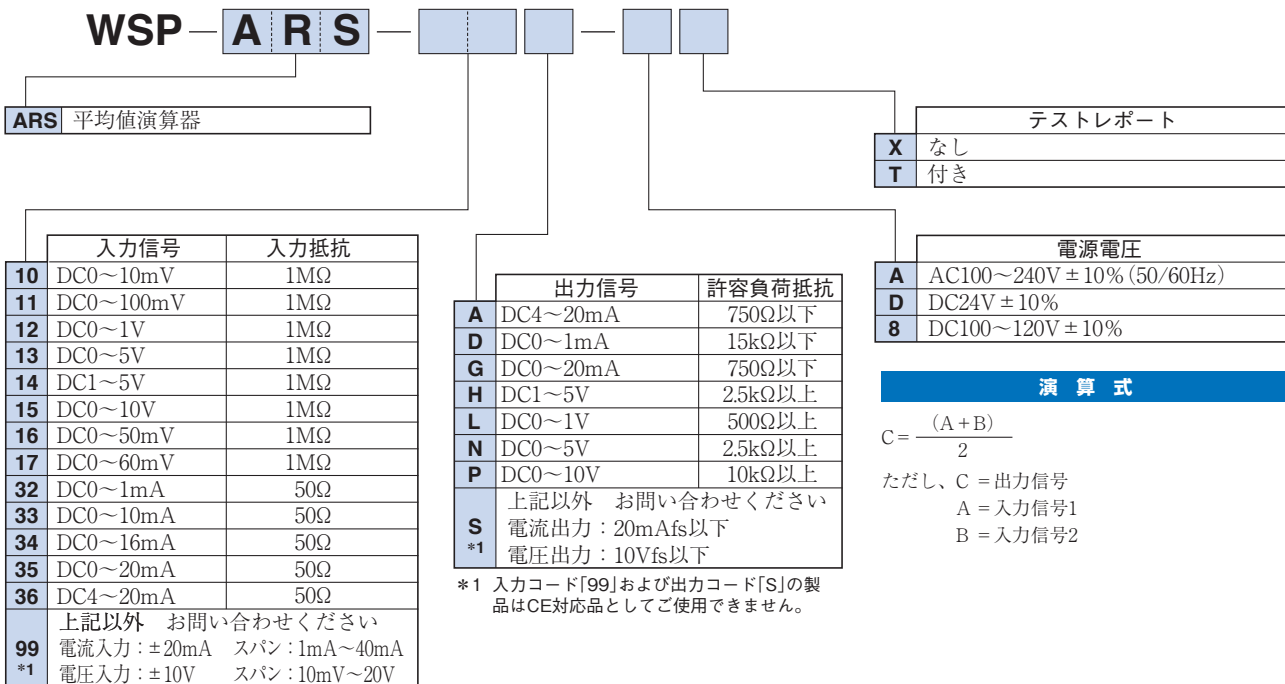 WSP — A R S —  — 
ARS 平均値演算器
テストレポート
X なし
T 付き
入力信号 入力抵抗
10 DC0～10mV 1MΩ
11 DC0～100mV 1MΩ
12 DC0～1V 1MΩ
13 DC0～5V 1MΩ
14 DC1～5V 1MΩ
15 DC0～10V 1MΩ
16 DC0～50mV 1MΩ
17 DC0～60mV 1MΩ
32 DC0～1mA 50Ω
33 DC0～10mA 50Ω
34 DC0～16mA 50Ω
35 DC0～20mA 50Ω
36 DC4～20mA 50Ω
上記以外 お問い合わせください
99 電流入力：±20mA スパン：1mA～40mA
*1 電圧入力：±10V スパン：10mV～20V
出力信号 許容負荷抵抗
A DC4～20mA 750Ω以下
D DC0～1mA 15kΩ以下
G DC0～20mA 750Ω以下
H DC1～5V 2.5kΩ以上
L DC0～1V 500Ω以上
N DC0～5V 2.5kΩ以上
P DC0～10V 10kΩ以上
上記以外 お問い合わせください
S 電流出力：20mAfs以下
*1 電圧出力：10Vfs以下
＊1 入力コード｢99｣および出力コード｢S｣の製
品はCE対応品としてご使用できません。
電源電圧
A AC100～240V±10%（50/60Hz）
D DC24V±10%
8 DC100～120V±10%
演 算 式
C= (A+B)
2
ただし、C ＝出力信号
A ＝入力信号1
B ＝入力信号2